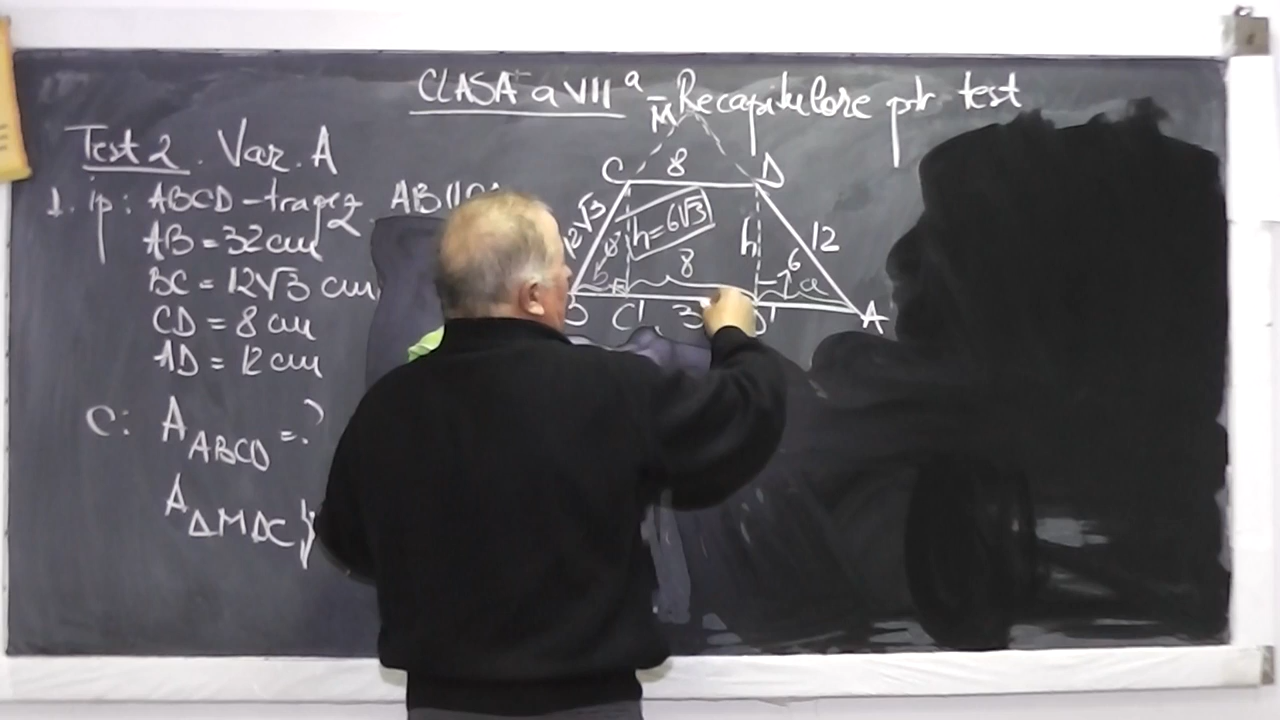 CLASA a VII a - Recapitulare ptr test
Test 2. Var. A
1. ip: ABCD - trapez AB||
AB = 32 cm
BC = 12√3 cm
CD = 8 cm
AD = 12 cm
C: A ABCD = ?
A ΔMDC
M
C 8 D
12√3 h = 6√3 h 12
8 6 a
C' 3 D' A